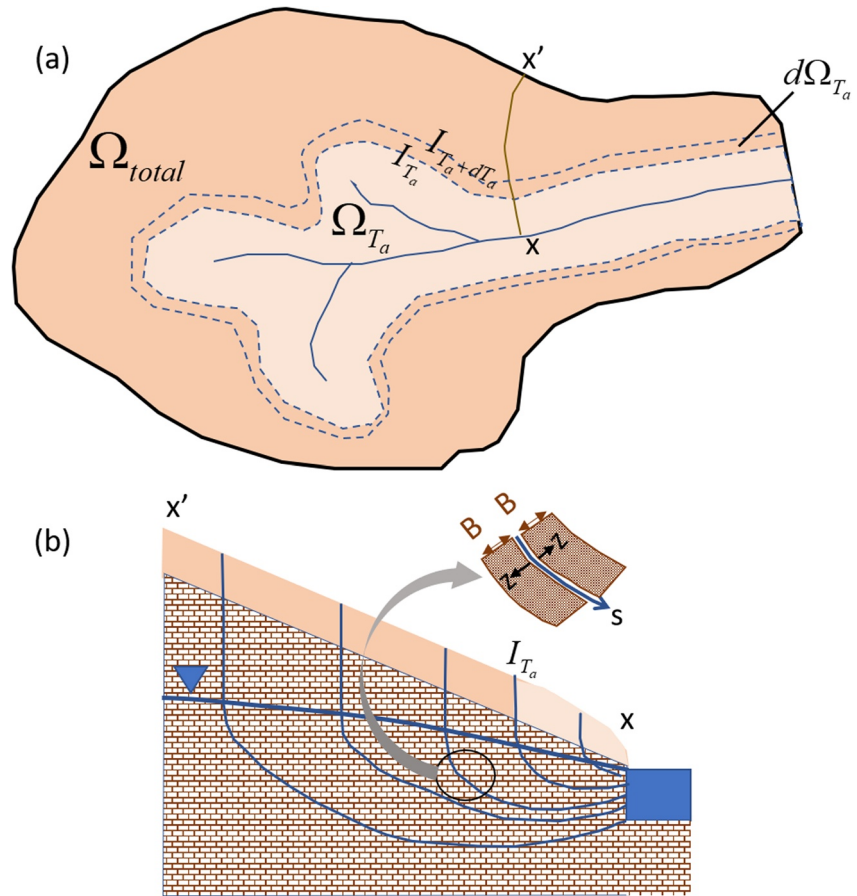 (a)
x'
dΩ_{T_a}
Ω_{total}
I_{T_a+dT_a}
I_{T_a}
Ω_{T_a}
x
(b)
x'
B B
z
z
s
I_{T_a}
x